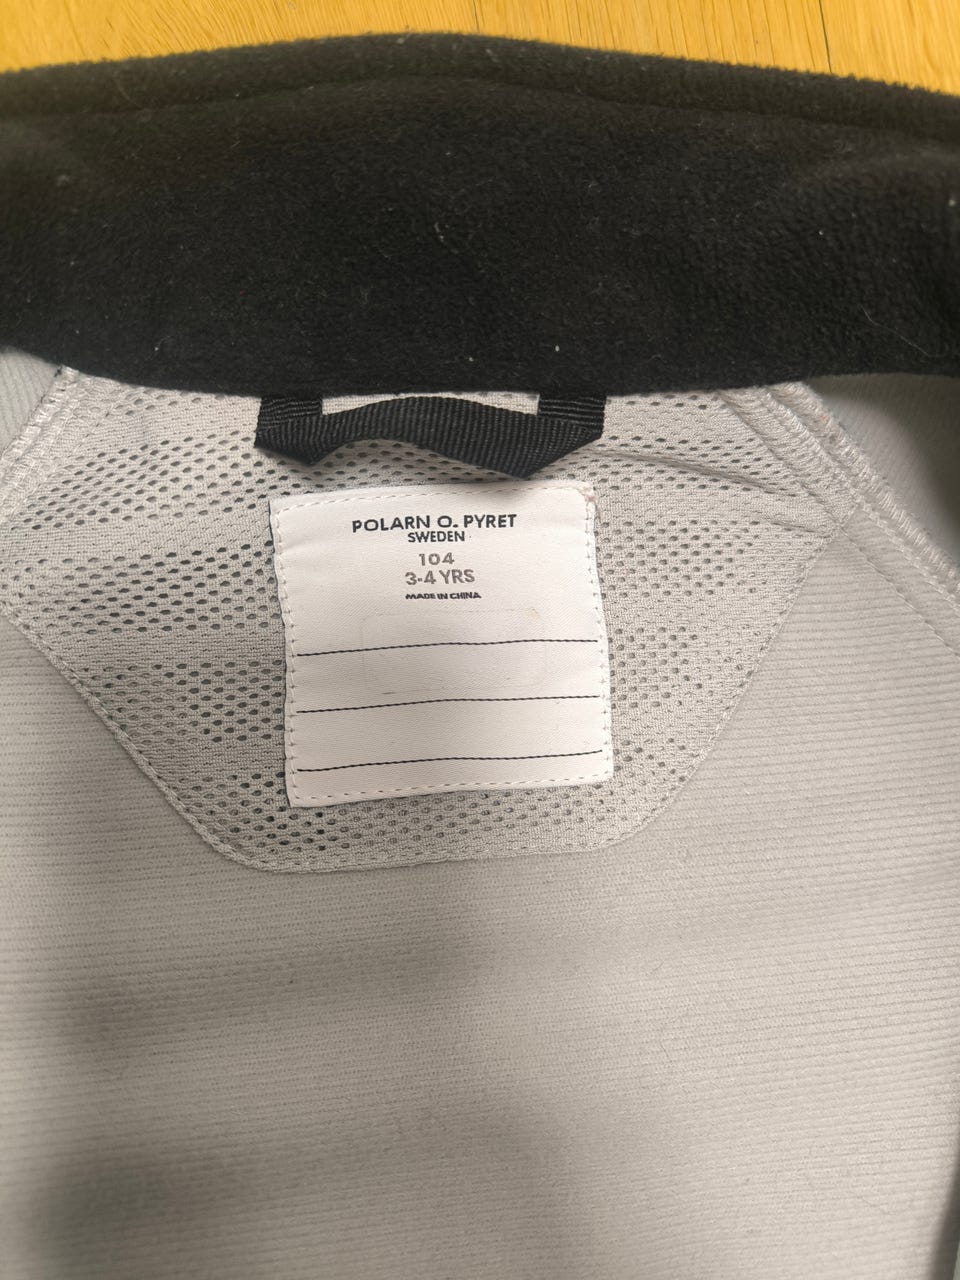 POLARN O. PYRET
SWEDEN
104
3-4 YRS
MADE IN CHINA